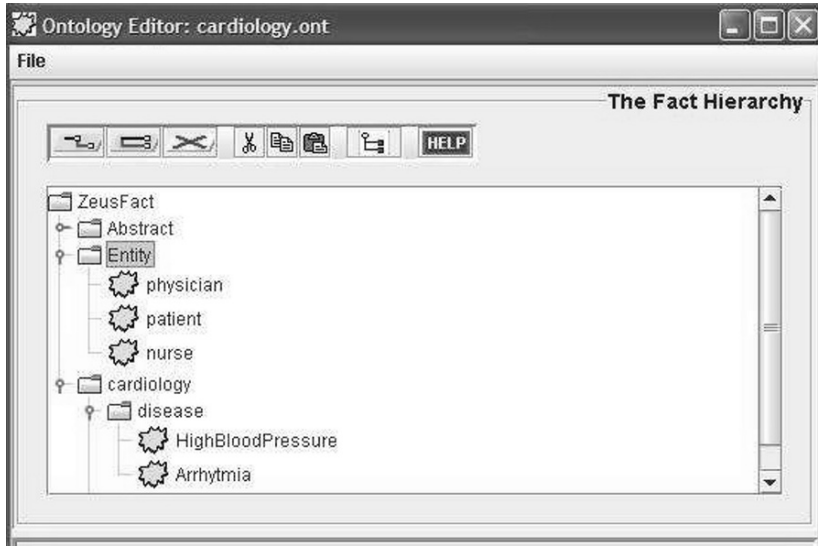 Ontology Editor: cardiology.ont
File
The Fact Hierarchy
HELP
ZeusFact
Abstract
Entity
physician
patient
nurse
cardiology
disease
HighBloodPressure
Arrhytmia